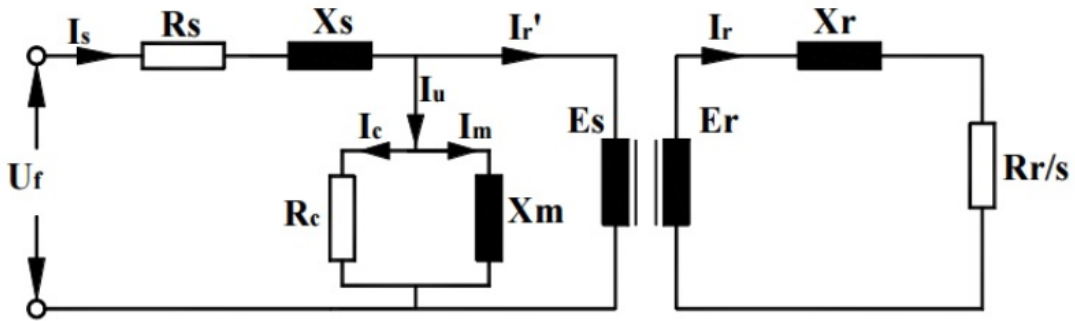 Is Rs Xs Ir' Ir Xr
Iu
Ic Im Es Er
Uf Rc Xm Rr/s